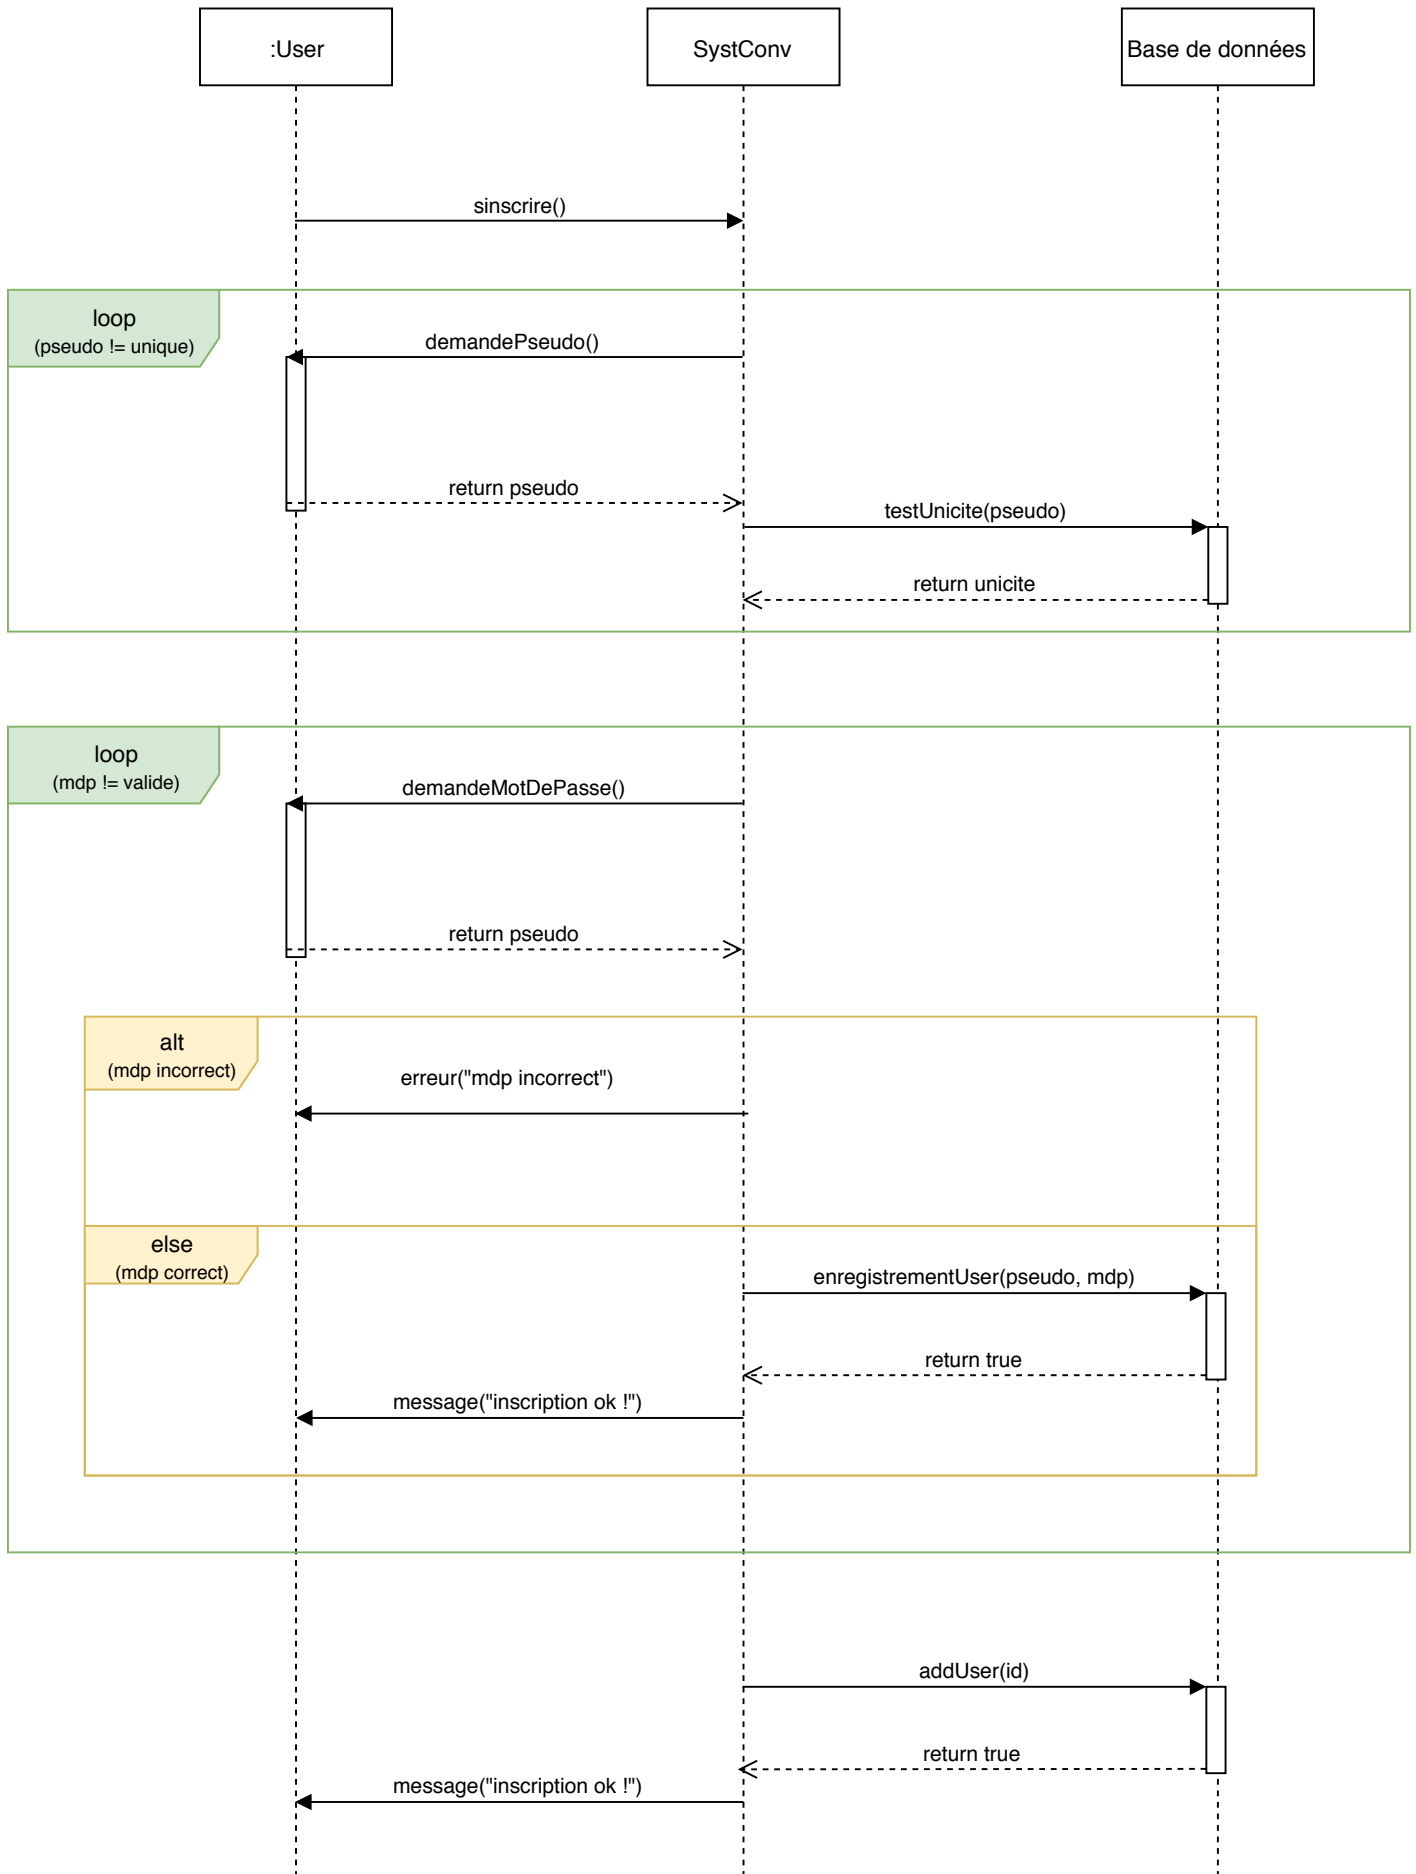 :User
SystConv
Base de données
sinscrire()
loop
(pseudo != unique)
demandePseudo()
return pseudo
testUnicite(pseudo)
return unicite
loop
(mdp != valide)
demandeMotDePasse()
return pseudo
alt
(mdp incorrect)
erreur("mdp incorrect")
else
(mdp correct)
enregistrementUser(pseudo, mdp)
return true
message("inscription ok !")
addUser(id)
return true
message("inscription ok !")